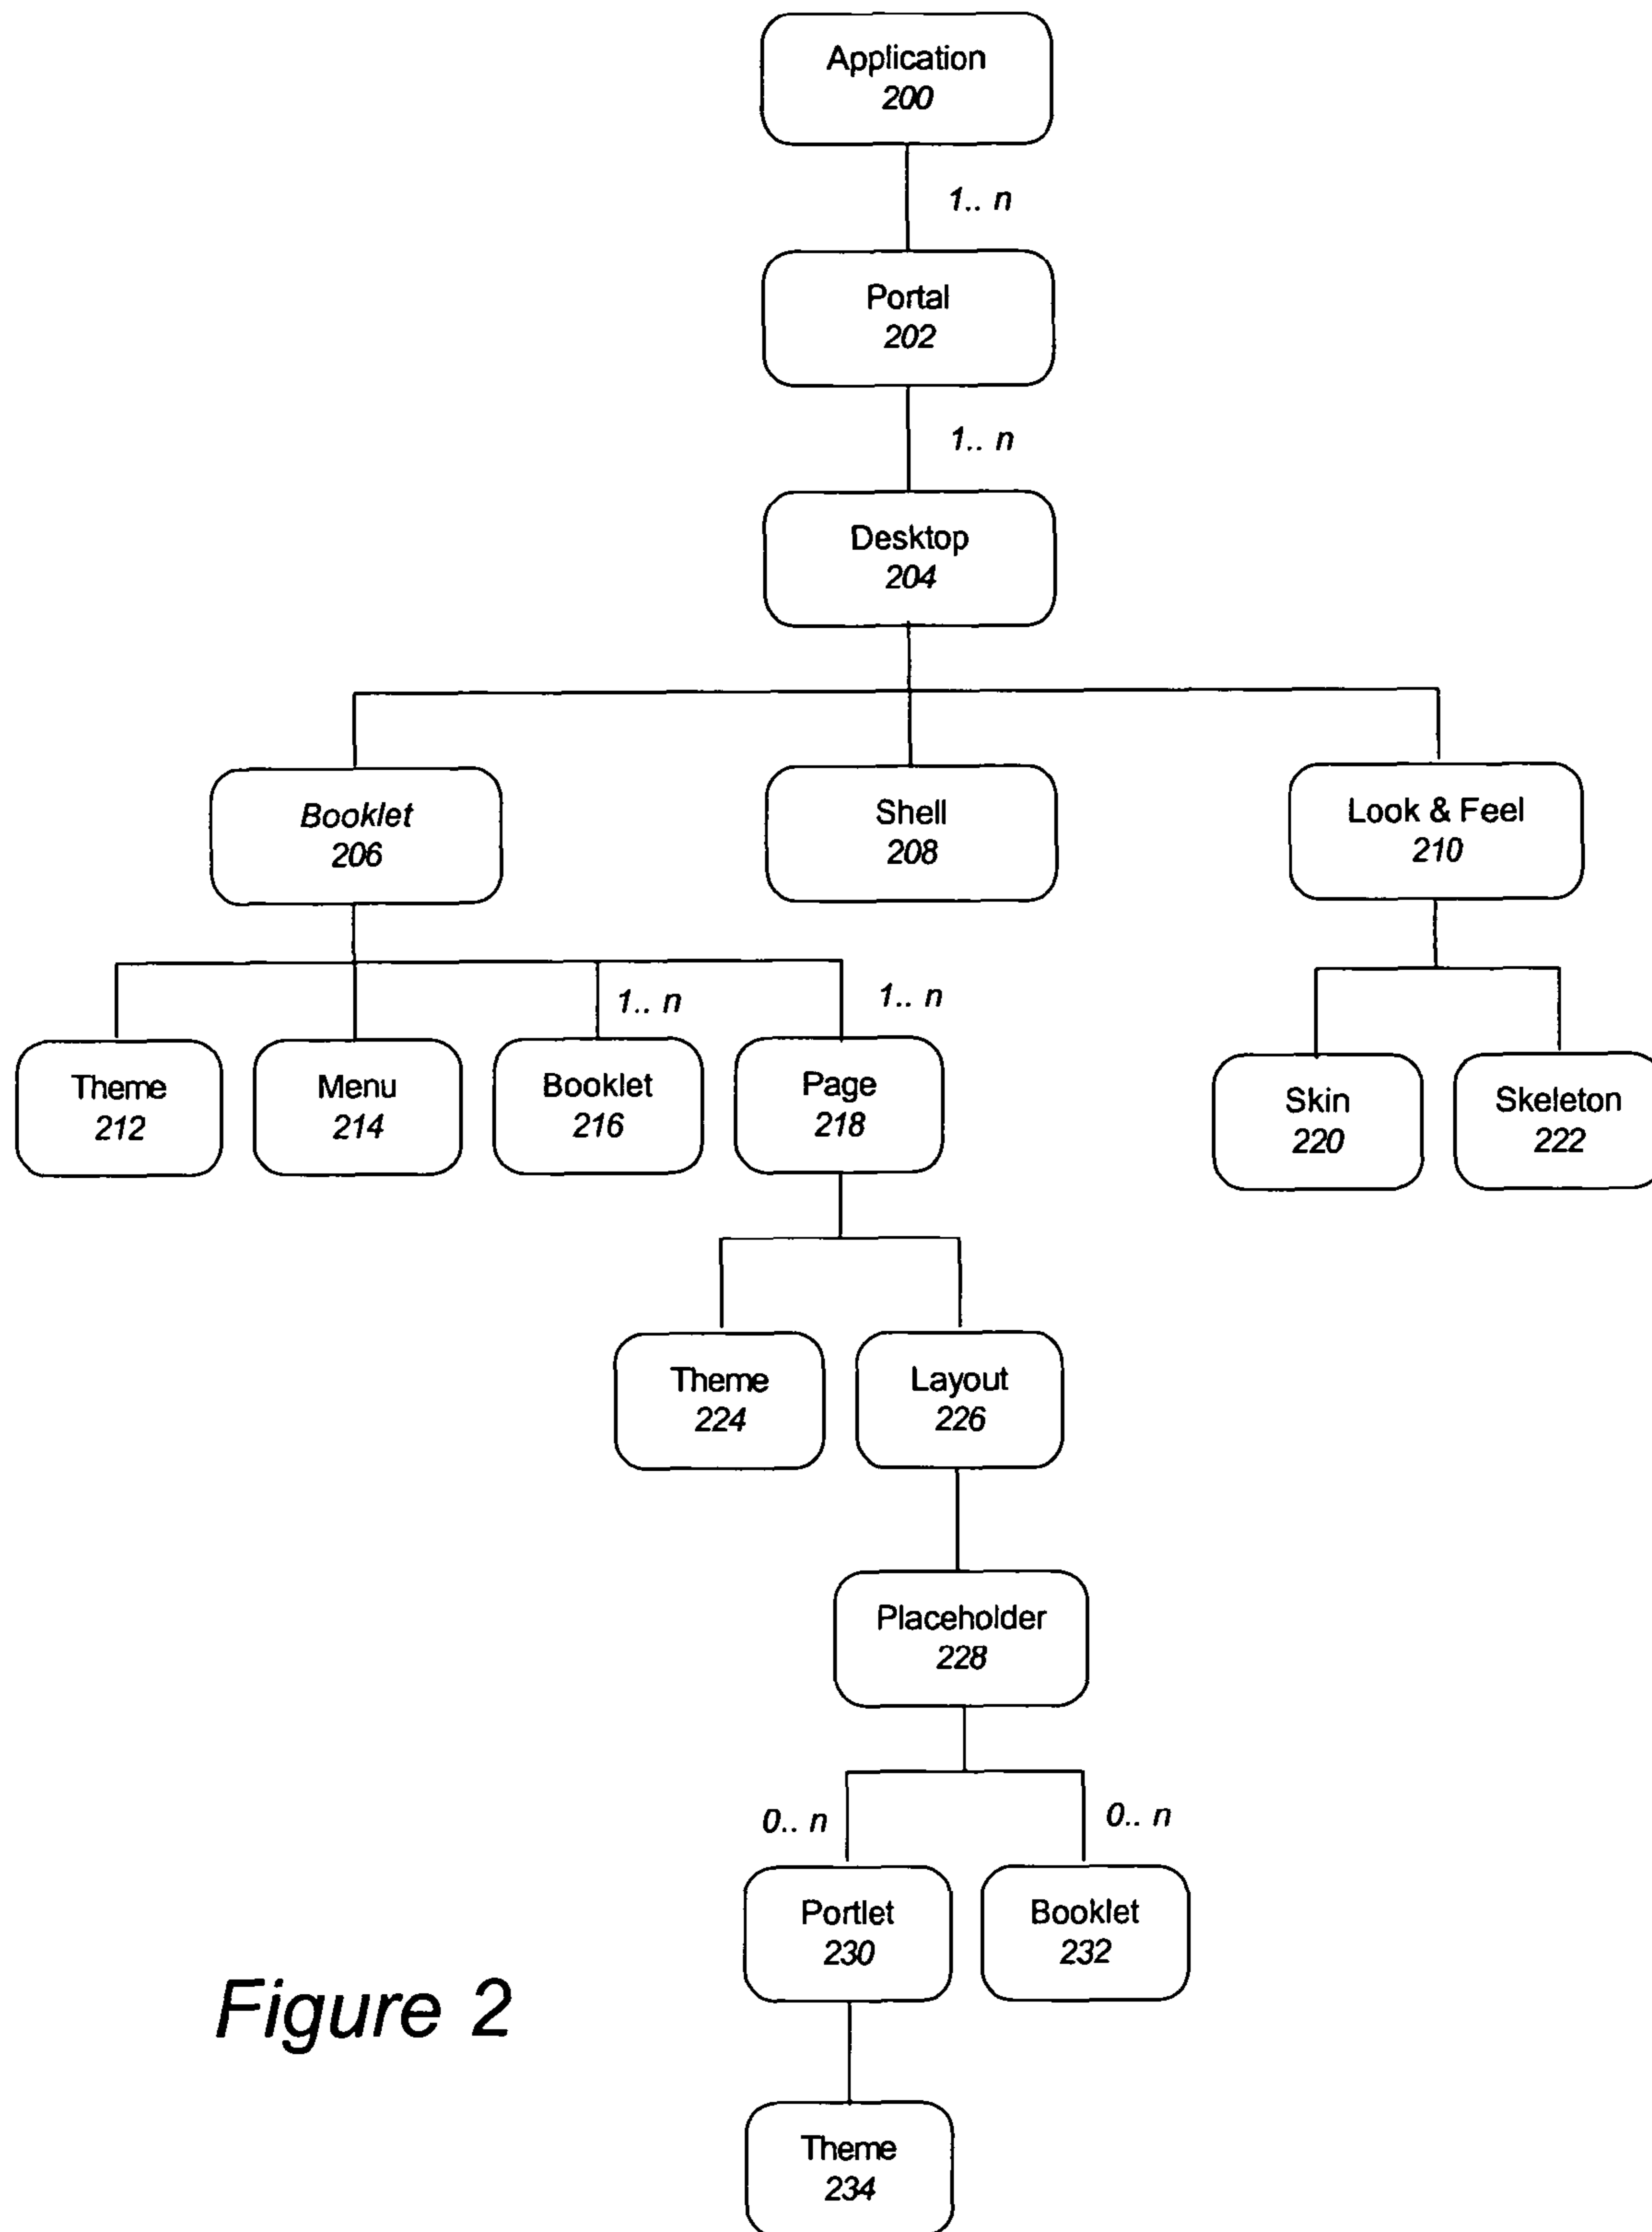 Application
200
1.. n
Portal
202
1.. n
Desktop
204
Booklet
206
Shell
208
Look & Feel
210
1.. n
1.. n
Theme
212
Menu
214
Booklet
216
Page
218
Skin
220
Skeleton
222
Theme
224
Layout
226
Placeholder
228
0.. n
0.. n
Portlet
230
Booklet
232
Figure 2
Theme
234